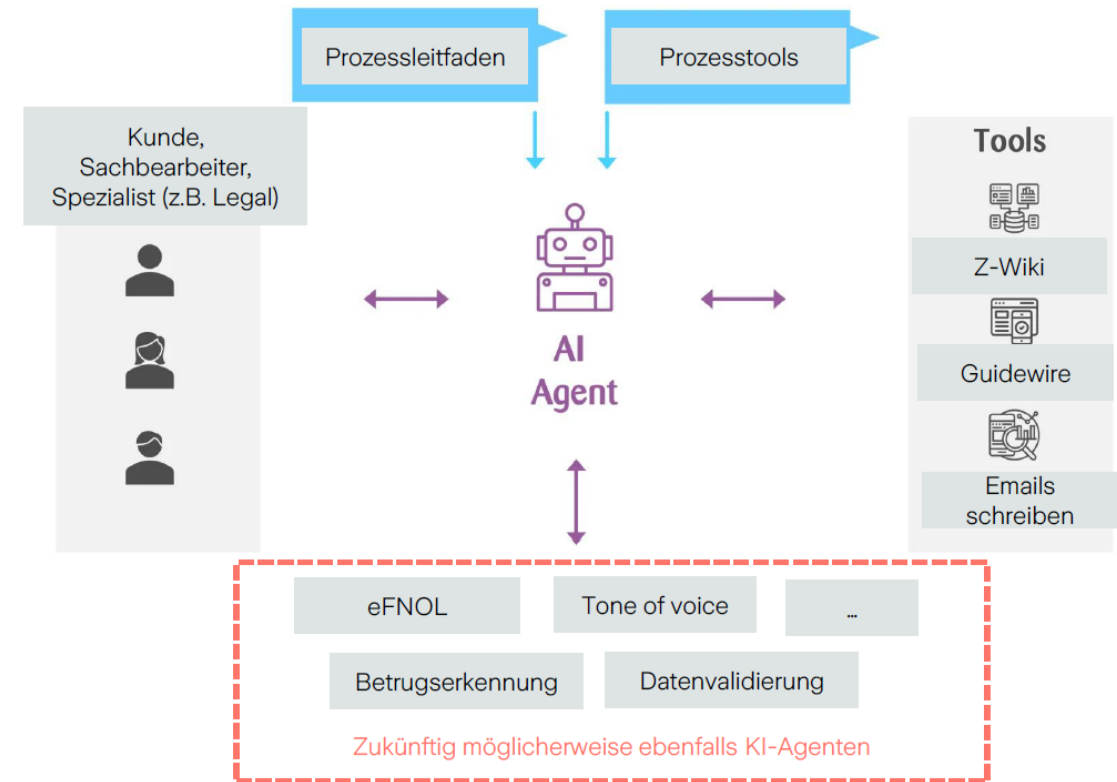 Prozessleitfaden
Prozesstools
Kunde,
Sachbearbeiter,
Spezialist (z.B. Legal)
Tools
Z-Wiki
Guidewire
Emails
schreiben
AI
Agent
eFNOL
Tone of voice
...
Betrugserkennung
Datenvalidierung
Zukünftig möglicherweise ebenfalls KI-Agenten